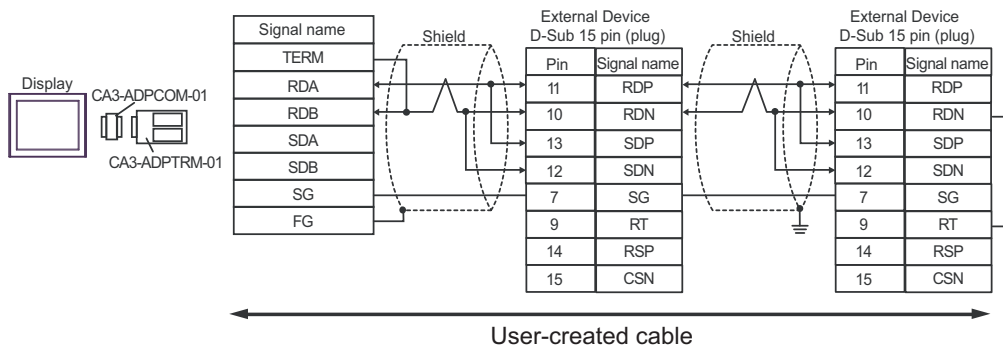 Display
CA3-ADPCOM-01
CA3-ADPTRM-01
Signal name
TERM
RDA
RDB
SDA
SDB
SG
FG
Shield
External Device
D-Sub 15 pin (plug)
Pin Signal name
11 RDP
10 RDN
13 SDP
12 SDN
7 SG
9 RT
14 RSP
15 CSN
Shield
External Device
D-Sub 15 pin (plug)
Pin Signal name
11 RDP
10 RDN
13 SDP
12 SDN
7 SG
9 RT
14 RSP
15 CSN
User-created cable